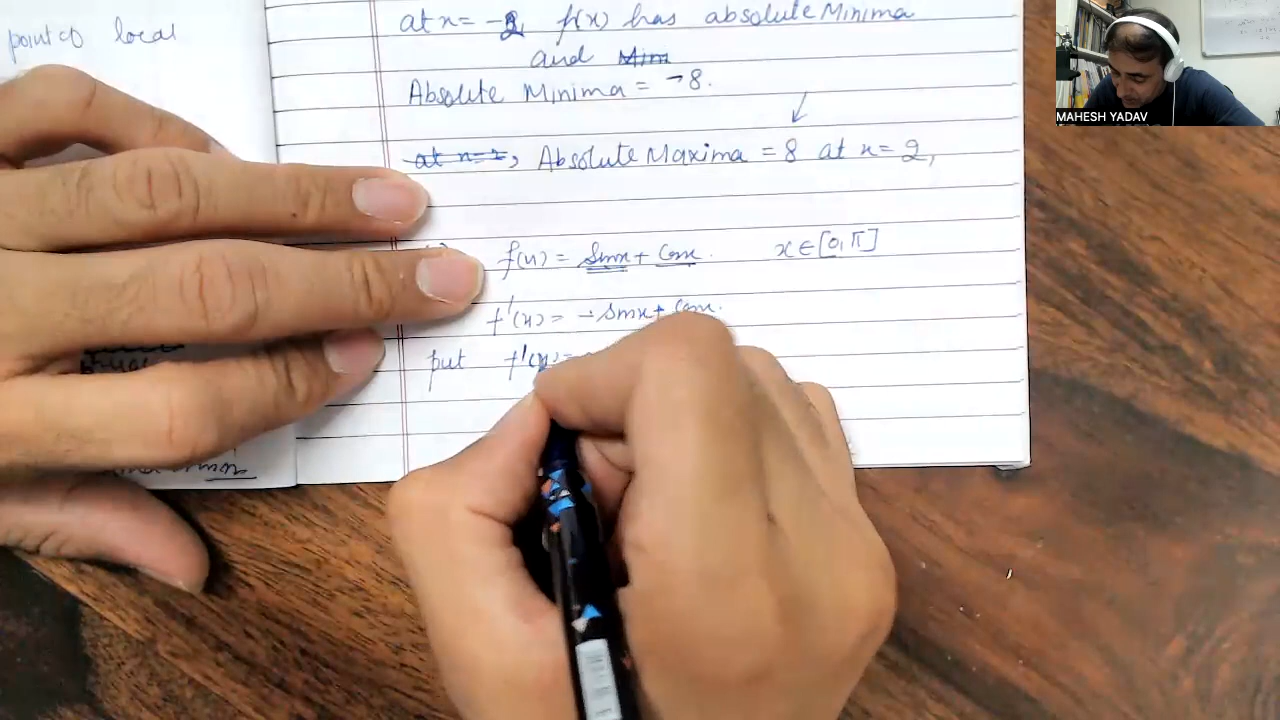 point of local
at x = -2, f(x) has absolute Minima
and
Absolute Minima = -8.
at x=2, Absolute Maxima = 8 at x = 2,
f(x) = Sinx + Cosx. x ∈ [0, π]
f'(x) = -Sinx + Cosx.
put f'(x) =
MAHESH YADAV